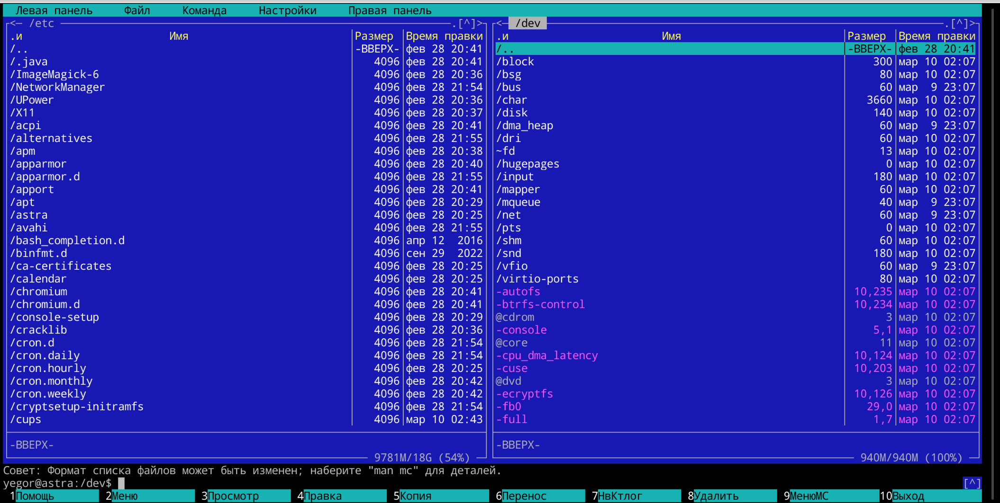 Левая панель Файл Команда Настройки Правая панель
<─ /etc .[^]> <─ /dev .[^]>
.и Имя Размер Время правки .и Имя Размер Время правки
/.. -ВВЕРХ- фев 28 20:41 /.. -ВВЕРХ- фев 28 20:41
/.java 4096 фев 28 20:41 /block 300 мар 10 02:07
/ImageMagick-6 4096 фев 28 20:36 /bsg 80 мар 10 02:07
/NetworkManager 4096 фев 28 21:54 /bus 60 мар 9 23:07
/UPower 4096 фев 28 20:36 /char 3660 мар 10 02:07
/X11 4096 фев 28 20:37 /disk 140 мар 10 02:07
/acpi 4096 фев 28 20:41 /dma_heap 60 мар 9 23:07
/alternatives 4096 фев 28 21:55 /dri 60 мар 10 02:07
/apm 4096 фев 28 20:38 ~fd 13 мар 10 02:07
/apparmor 4096 фев 28 20:40 /hugepages 0 мар 10 02:07
/apparmor.d 4096 фев 28 21:55 /input 180 мар 10 02:07
/apport 4096 фев 28 20:41 /mapper 60 мар 10 02:07
/apt 4096 фев 28 20:29 /mqueue 40 мар 9 23:07
/astra 4096 фев 28 20:25 /net 60 мар 9 23:07
/avahi 4096 фев 28 21:55 /pts 0 мар 10 02:07
/bash_completion.d 4096 апр 12 2016 /shm 60 мар 10 02:07
/binfmt.d 4096 сен 29 2022 /snd 180 мар 10 02:07
/ca-certificates 4096 фев 28 20:25 /vfio 60 мар 9 23:07
/calendar 4096 фев 28 20:25 /virtio-ports 80 мар 10 02:07
/chromium 4096 фев 28 20:41 -autofs 10,235 мар 10 02:07
/chromium.d 4096 фев 28 20:41 -btrfs-control 10,234 мар 10 02:07
/console-setup 4096 фев 28 20:29 @cdrom 3 мар 10 02:07
/cracklib 4096 фев 28 20:36 -console 5,1 мар 10 02:07
/cron.d 4096 фев 28 21:54 @core 11 мар 10 02:07
/cron.daily 4096 фев 28 21:54 -cpu_dma_latency 10,124 мар 10 02:07
/cron.hourly 4096 фев 28 20:25 -cuse 10,203 мар 10 02:07
/cron.monthly 4096 фев 28 20:42 @dvd 3 мар 10 02:07
/cron.weekly 4096 фев 28 20:42 -ecryptfs 10,126 мар 10 02:07
/cryptsetup-initramfs 4096 фев 28 21:54 -fb0 29,0 мар 10 02:07
/cups 4096 мар 10 02:43 -full 1,7 мар 10 02:07
-ВВЕРХ- -ВВЕРХ-
9781M/18G (54%) 940M/940M (100%)
Совет: Формат списка файлов может быть изменен; наберите "man mc" для деталей.
yegor@astra:/dev$ [^]
1Помощь 2Меню 3Просмотр 4Правка 5Копия 6Перенос 7НвКтлог 8Удалить 9МенюMC 10Выход